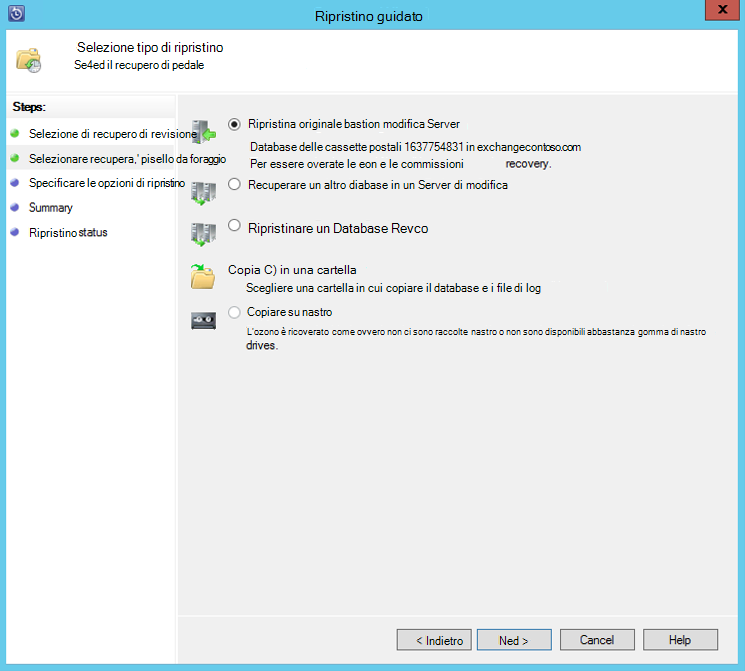 Ripristino guidato
x
Selezione tipo di ripristino
Se4ed il recupero di pedale
Steps:
Selezione di recupero di revisione
Selezionare recupera,' pisello da foraggio
Specificare le opzioni di ripristino
Summary
Ripristino status
Ripristina originale bastion modifica Server
Database delle cassette postali 1637754831 in exchangecontoso.com
Per essere overate le eon e le commissioni recovery.
Recuperare un altro diabase in un Server di modifica
Ripristinare un Database Revco
Copia C) in una cartella
Scegliere una cartella in cui copiare il database e i file di log
Copiare su nastro
L'ozono è ricoverato come ovvero non ci sono raccolte nastro o non sono disponibili abbastanza gomma di nastro
drives.
< Indietro
Ned >
Cancel
Help